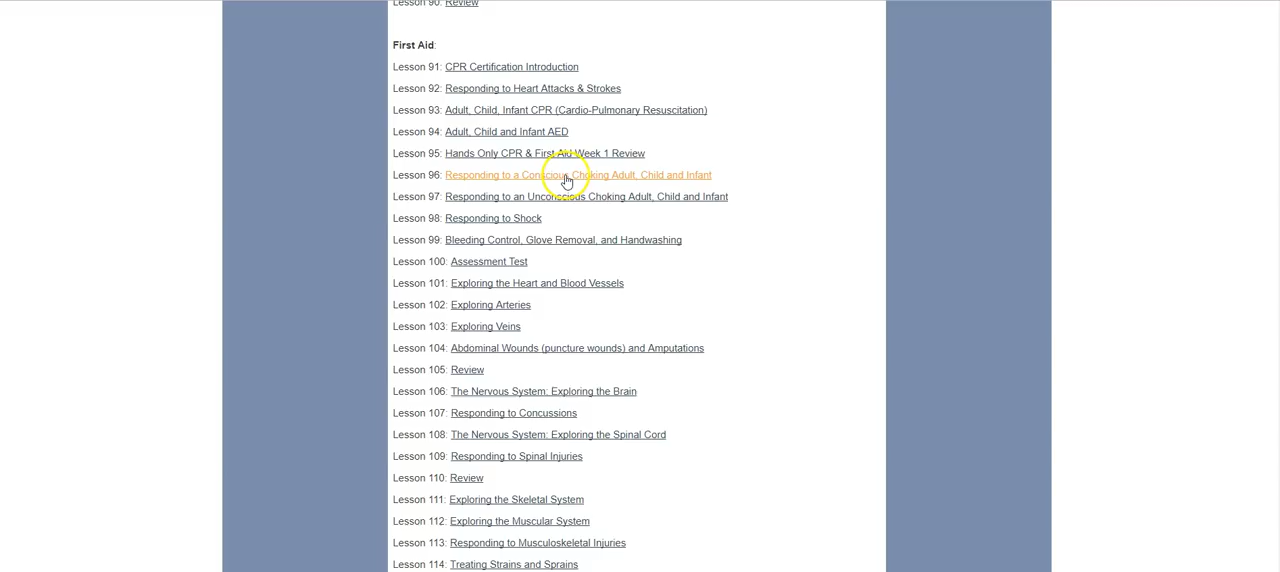 Lesson 90: Review
First Aid:
Lesson 91: CPR Certification Introduction
Lesson 92: Responding to Heart Attacks & Strokes
Lesson 93: Adult, Child, Infant CPR (Cardio-Pulmonary Resuscitation)
Lesson 94: Adult, Child and Infant AED
Lesson 95: Hands Only CPR & First Aid Week 1 Review
Lesson 96: Responding to a Conscious Choking Adult, Child and Infant
Lesson 97: Responding to an Unconscious Choking Adult, Child and Infant
Lesson 98: Responding to Shock
Lesson 99: Bleeding Control, Glove Removal, and Handwashing
Lesson 100: Assessment Test
Lesson 101: Exploring the Heart and Blood Vessels
Lesson 102: Exploring Arteries
Lesson 103: Exploring Veins
Lesson 104: Abdominal Wounds (puncture wounds) and Amputations
Lesson 105: Review
Lesson 106: The Nervous System: Exploring the Brain
Lesson 107: Responding to Concussions
Lesson 108: The Nervous System: Exploring the Spinal Cord
Lesson 109: Responding to Spinal Injuries
Lesson 110: Review
Lesson 111: Exploring the Skeletal System
Lesson 112: Exploring the Muscular System
Lesson 113: Responding to Musculoskeletal Injuries
Lesson 114: Treating Strains and Sprains